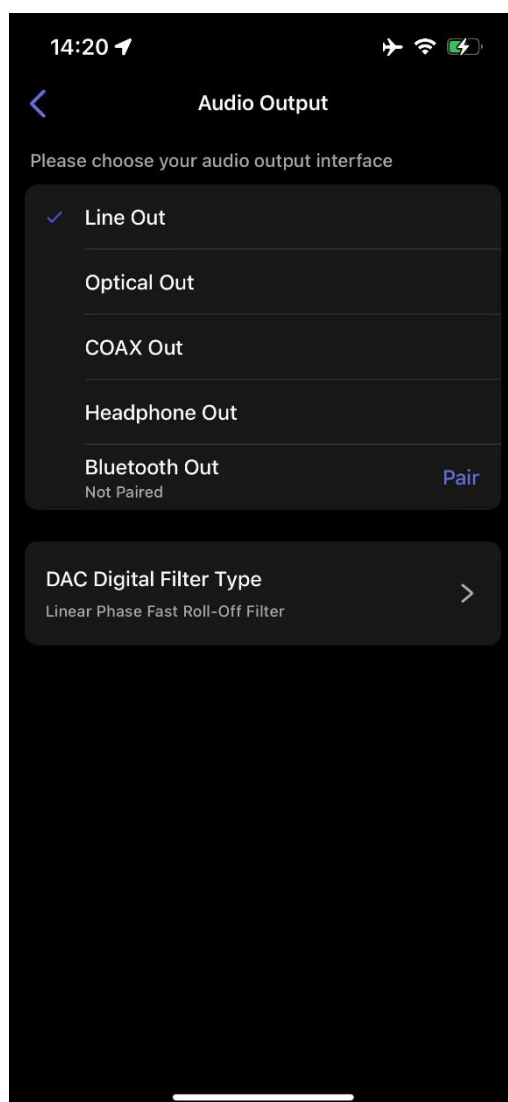 14:20
Audio Output
Please choose your audio output interface
Line Out
Optical Out
COAX Out
Headphone Out
Bluetooth Out
Not Paired
Pair
DAC Digital Filter Type
Linear Phase Fast Roll-Off Filter